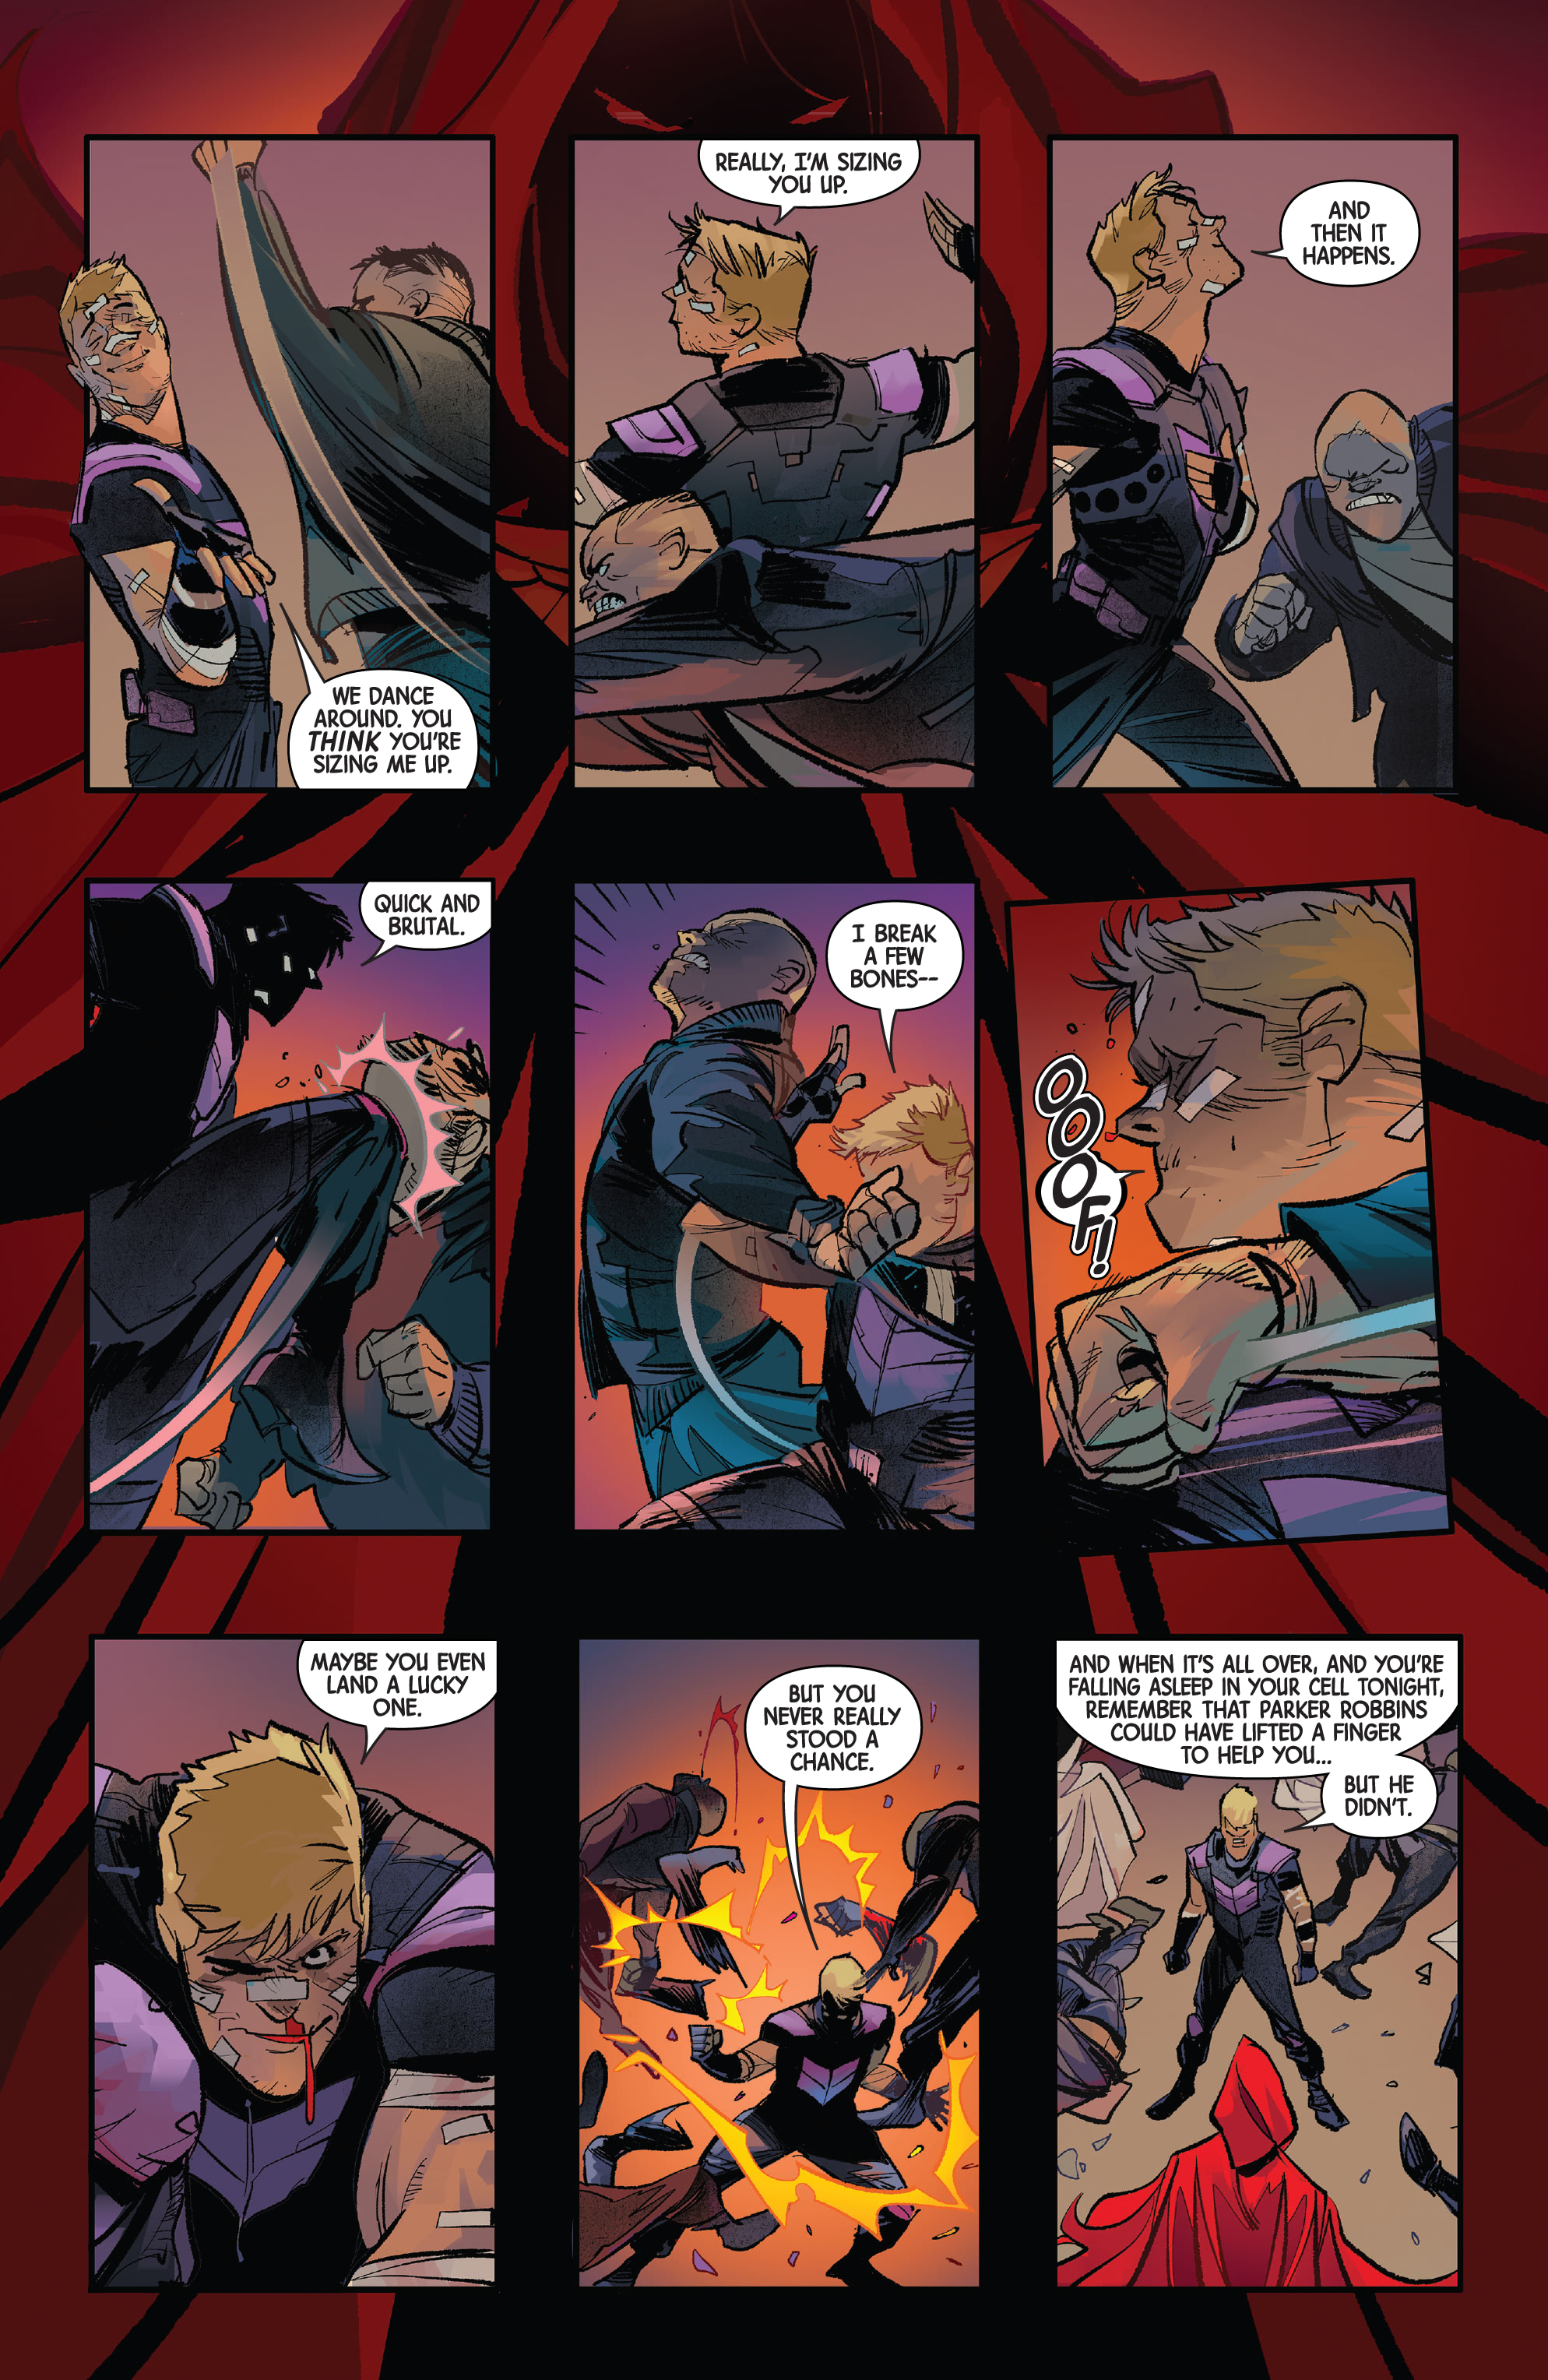 WE DANCE
AROUND. YOU
THINK YOU'RE
SIZING ME UP.
REALLY, I'M SIZING
YOU UP.
AND
THEN IT
HAPPENS.
QUICK AND
BRUTAL.
I BREAK
A FEW
BONES--
OOOF!
MAYBE YOU EVEN
LAND A LUCKY
ONE.
BUT YOU
NEVER REALLY
STOOD A
CHANCE.
AND WHEN IT'S ALL OVER, AND YOU'RE
FALLING ASLEEP IN YOUR CELL TONIGHT,
REMEMBER THAT PARKER ROBBINS
COULD HAVE LIFTED A FINGER
TO HELP YOU...
BUT HE
DIDN'T.